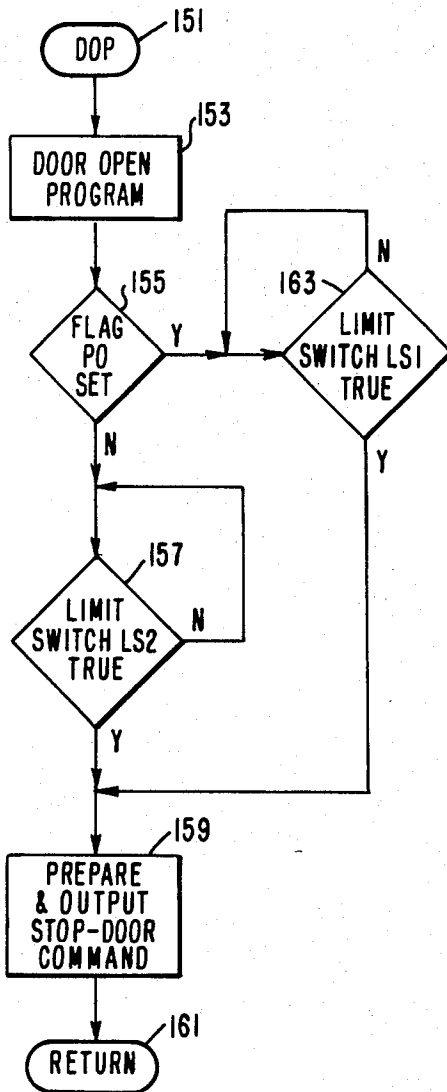 DOP
151
153
DOOR OPEN
PROGRAM
155
FLAG
PO
SET
Y
N
163
LIMIT
SWITCH LS1
TRUE
N
Y
157
LIMIT
SWITCH LS2
TRUE
N
Y
159
PREPARE
& OUTPUT
STOP-DOOR
COMMAND
161
RETURN